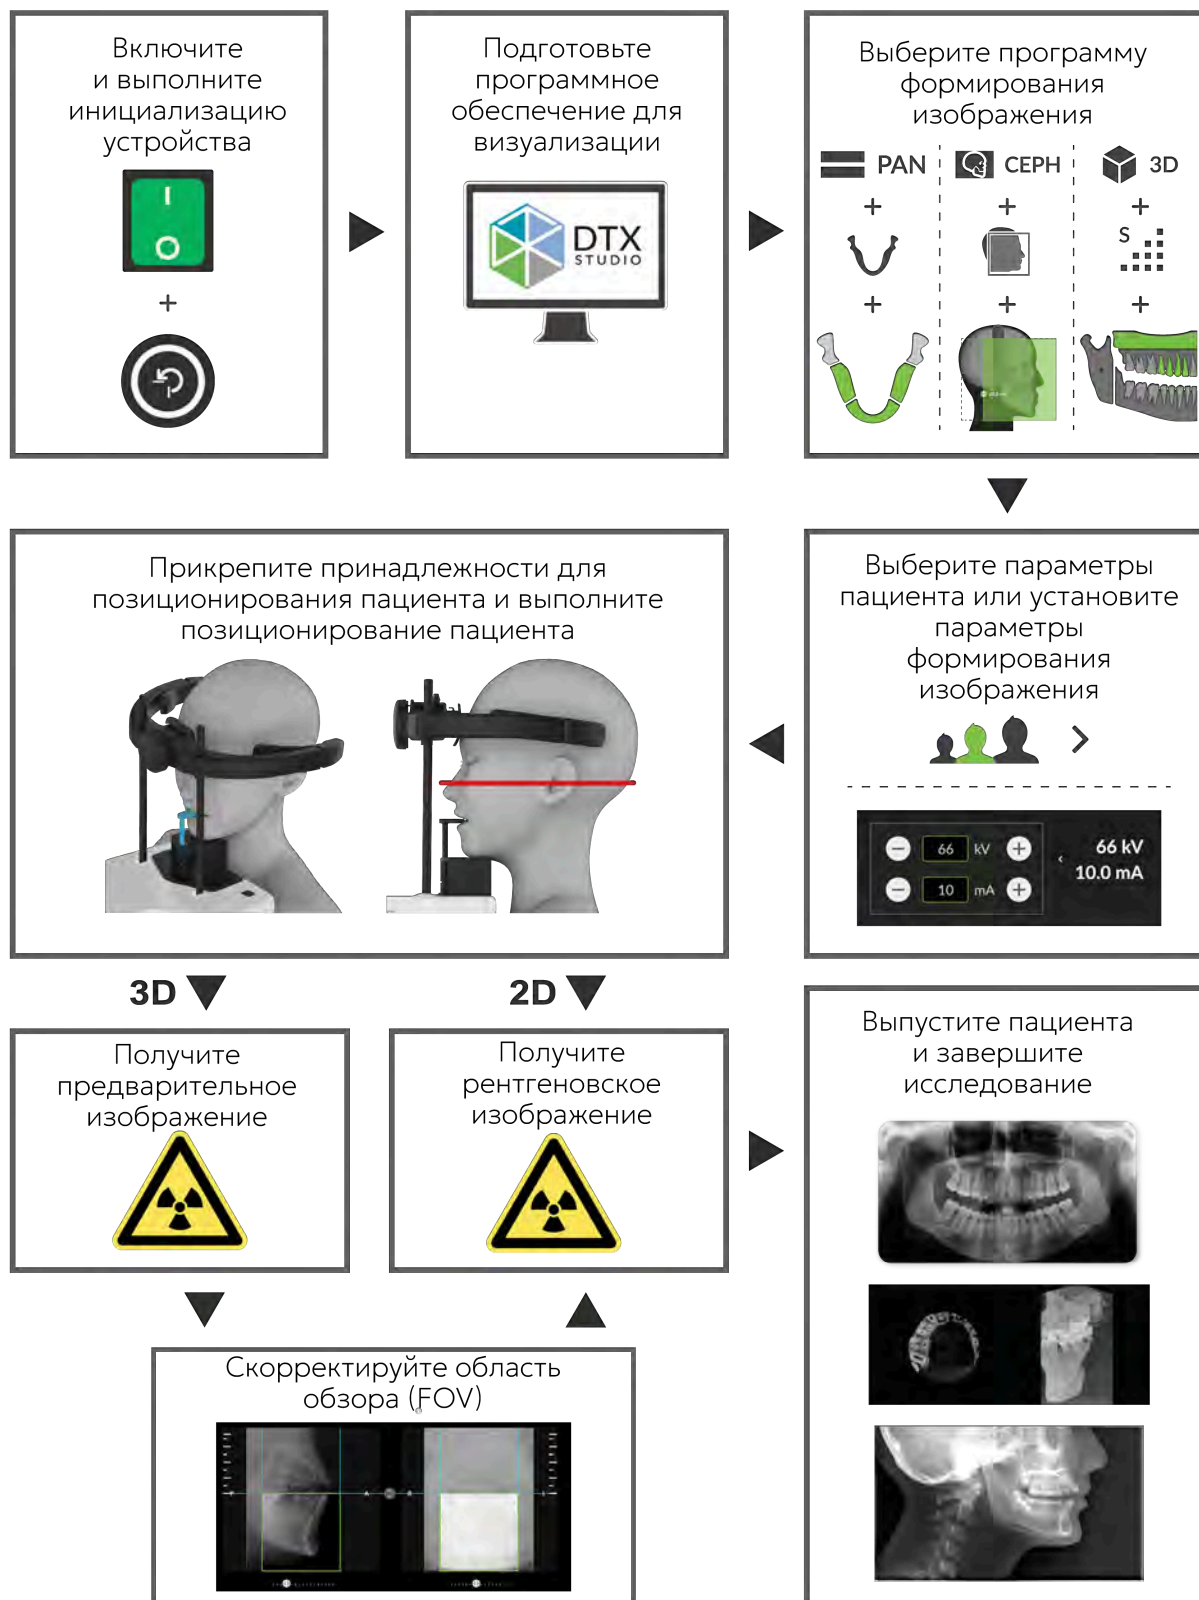 Включите
и выполните
инициализацию
устройства
Подготовьте
программное
обеспечение для
визуализации
DTX
STUDIO
Выберите программу
формирования
изображения
PAN
CEPH
3D
+
+
+
S
+
+
+
+
Выберите параметры
пациента или установите
параметры
формирования
изображения
66 kV
10 mA
66 kV
10.0 mA
Прикрепите принадлежности для
позиционирования пациента и выполните
позиционирование пациента
3D
2D
Получите
предварительное
изображение
Получите
рентгеновское
изображение
Скорректируйте область
обзора (FOV)
Выпустите пациента
и завершите
исследование